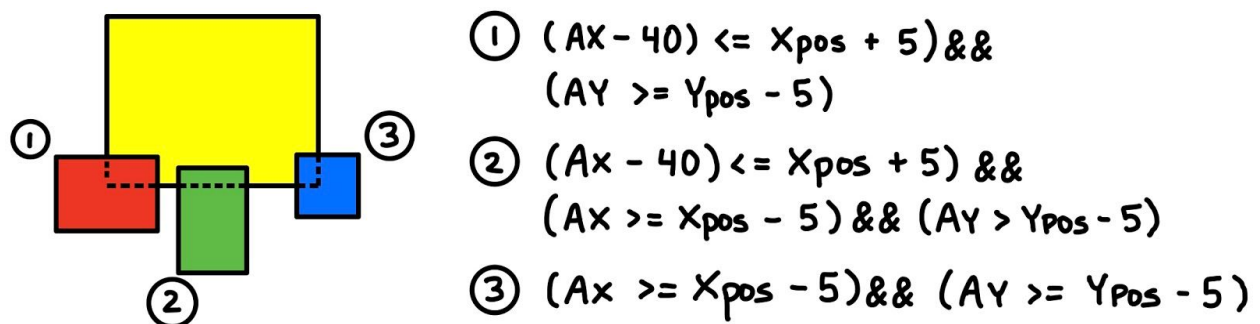 ① (AX - 40) <= Xpos + 5) &&
(AY >= Ypos - 5)
② (Ax - 40) <= Xpos + 5) &&
(Ax >= Xpos - 5) && (AY > Ypos - 5)
③ (Ax >= Xpos - 5) && (AY >= Ypos - 5)
①
③
②